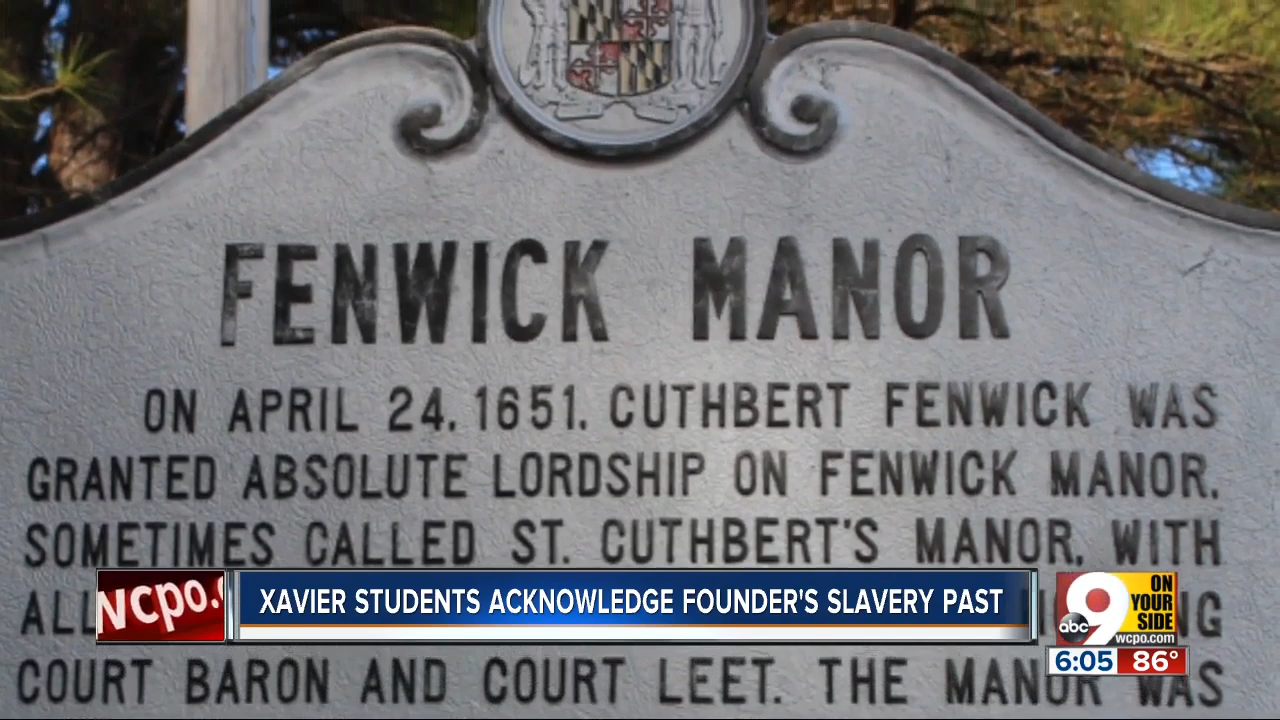 FENWICK MANOR
ON APRIL 24, 1651, CUTHBERT FENWICK WAS
GRANTED ABSOLUTE LORDSHIP ON FENWICK MANOR,
SOMETIMES CALLED ST. CUTHBERT'S MANOR, WITH
ALL
COURT BARON AND COURT LEET. THE MANOR WAS
wcpo.
XAVIER STUDENTS ACKNOWLEDGE FOUNDER'S SLAVERY PAST
abc 9 ON YOUR SIDE
wcpo.com
6:05 86°